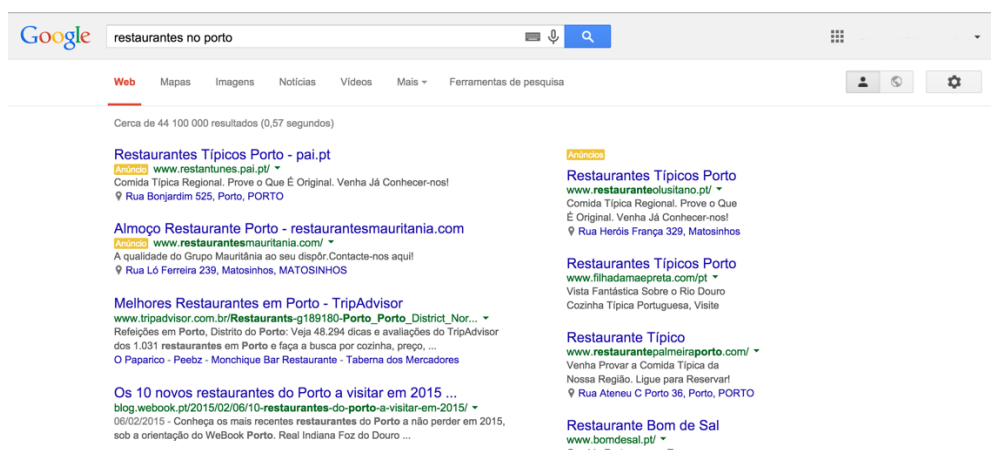 Google
restaurantes no porto
Web Mapas Imagens Notícias Vídeos Mais Ferramentas de pesquisa
Cerca de 44 100 000 resultados (0,57 segundos)
Restaurantes Típicos Porto - pai.pt
Anúncio www.restantunes.pai.pt/
Comida Típica Regional. Prove o Que É Original. Venha Já Conhecer-nos!
Rua Bonjardim 525, Porto, PORTO
Almoço Restaurante Porto - restaurantesmauritania.com
Anúncio www.restaurantesmauritania.com/
A qualidade do Grupo Mauritânia ao seu dispôr.Contacte-nos aqui!
Rua Ló Ferreira 239, Matosinhos, MATOSINHOS
Melhores Restaurantes em Porto - TripAdvisor
www.tripadvisor.com.br/Restaurants-g189180-Porto_Porto_District_Nor...
Refeições em Porto, Distrito do Porto: Veja 48.294 dicas e avaliações do TripAdvisor
dos 1.031 restaurantes em Porto e faça a busca por cozinha, preço, ...
O Paparico - Peebz - Monchique Bar Restaurante - Taberna dos Mercadores
Os 10 novos restaurantes do Porto a visitar em 2015 ...
blog.webook.pt/2015/02/06/10-restaurantes-do-porto-a-visitar-em-2015/
06/02/2015 - Conheça os mais recentes restaurantes do Porto a não perder em 2015,
sob a orientação do WeBook Porto. Real Indiana Foz do Douro ...
Anúncios
Restaurantes Típicos Porto
www.restauranteolusitano.pt/
Comida Típica Regional. Prove o Que
É Original. Venha Já Conhecer-nos!
Rua Heróis França 329, Matosinhos
Restaurantes Típicos Porto
www.filhadamaepreta.com/pt
Vista Fantástica Sobre o Rio Douro
Cozinha Típica Portuguesa, Visite
Restaurante Típico
www.restaurantepalmeiraporto.com/
Venha Provar a Comida Típica da
Nossa Região. Ligue para Reservar!
Rua Ateneu C Porto 36, Porto, PORTO
Restaurante Bom de Sal
www.bomdesal.pt/